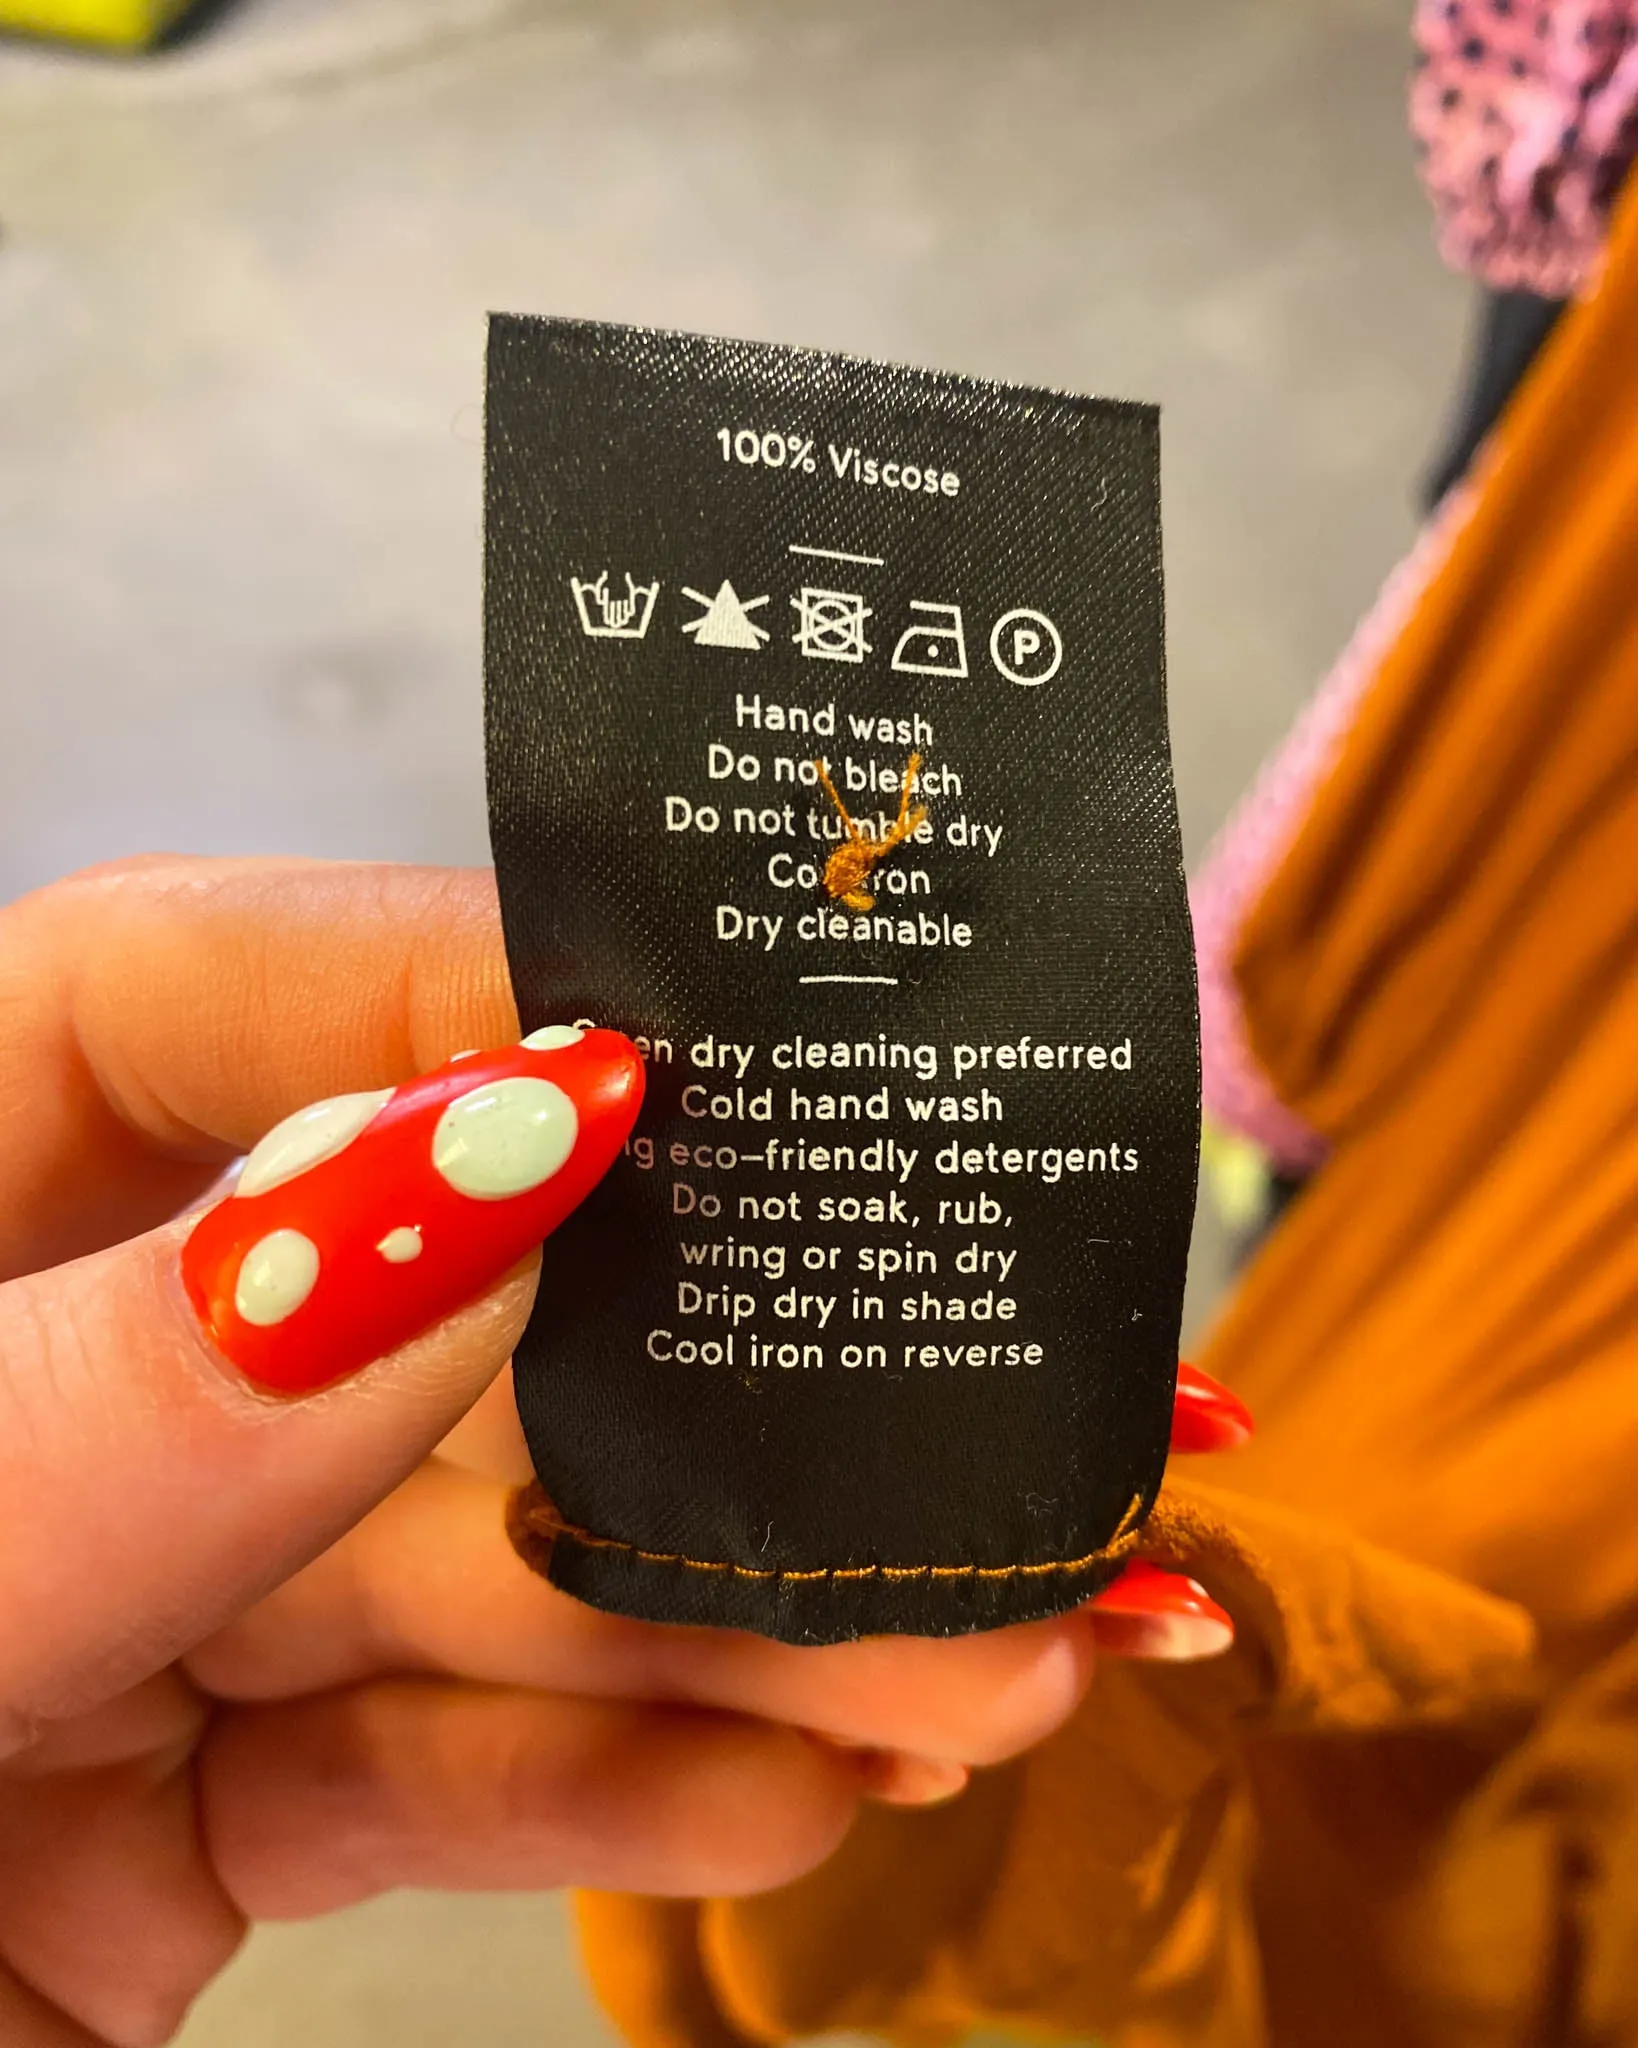 100% Viscose
P
Hand wash
Do not bleach
Do not tumble dry
Cool iron
Dry cleanable
dry cleaning preferred
Cold hand wash
eco–friendly detergents
Do not soak, rub,
wring or spin dry
Drip dry in shade
Cool iron on reverse